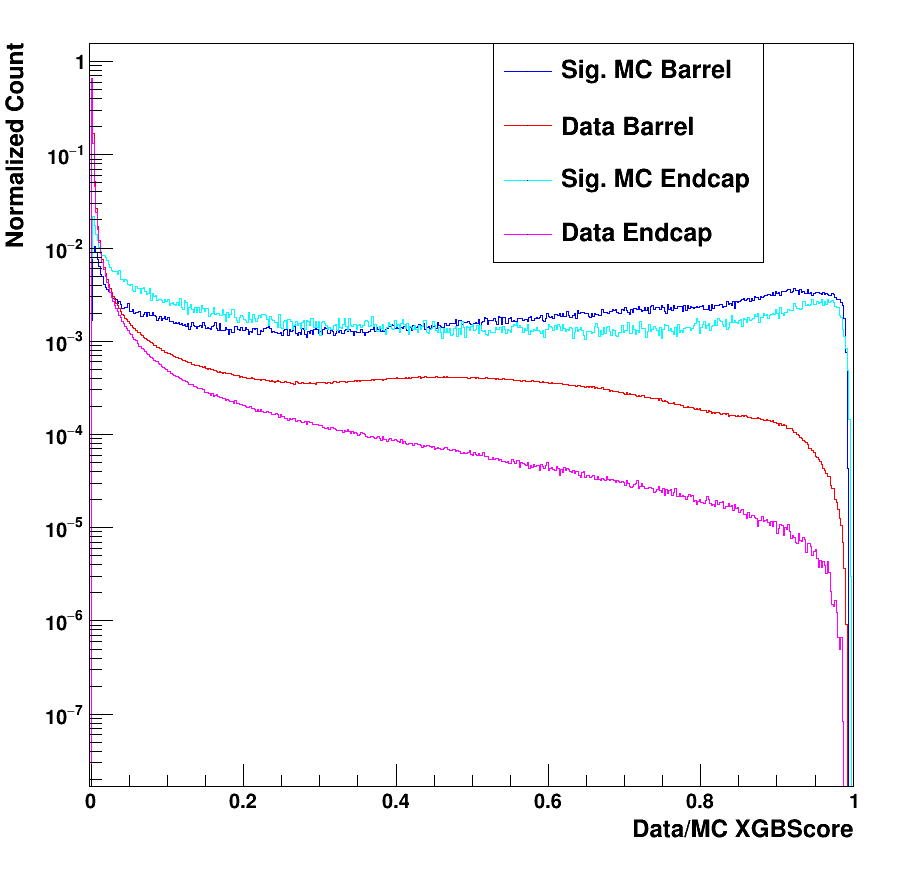 Normalized Count
1
10⁻¹
10⁻²
10⁻³
10⁻⁴
10⁻⁵
10⁻⁶
10⁻⁷
Sig. MC Barrel
Data Barrel
Sig. MC Endcap
Data Endcap
0 0.2 0.4 0.6 0.8 1
Data/MC XGBScore